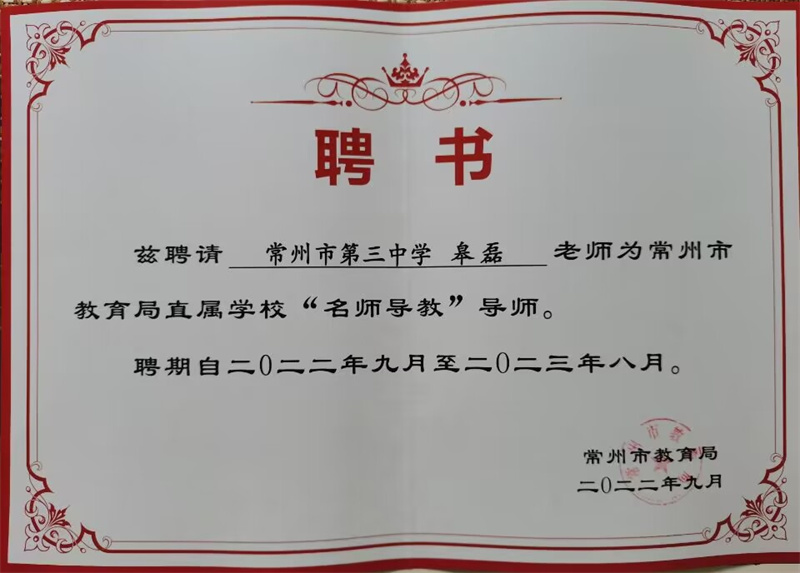 聘书
兹聘请 常州市第三中学 皋磊 老师为常州市
教育局直属学校“名师导教”导师。
聘期自二〇二二年九月至二〇二三年八月。
常州市教育局
二〇二二年九月